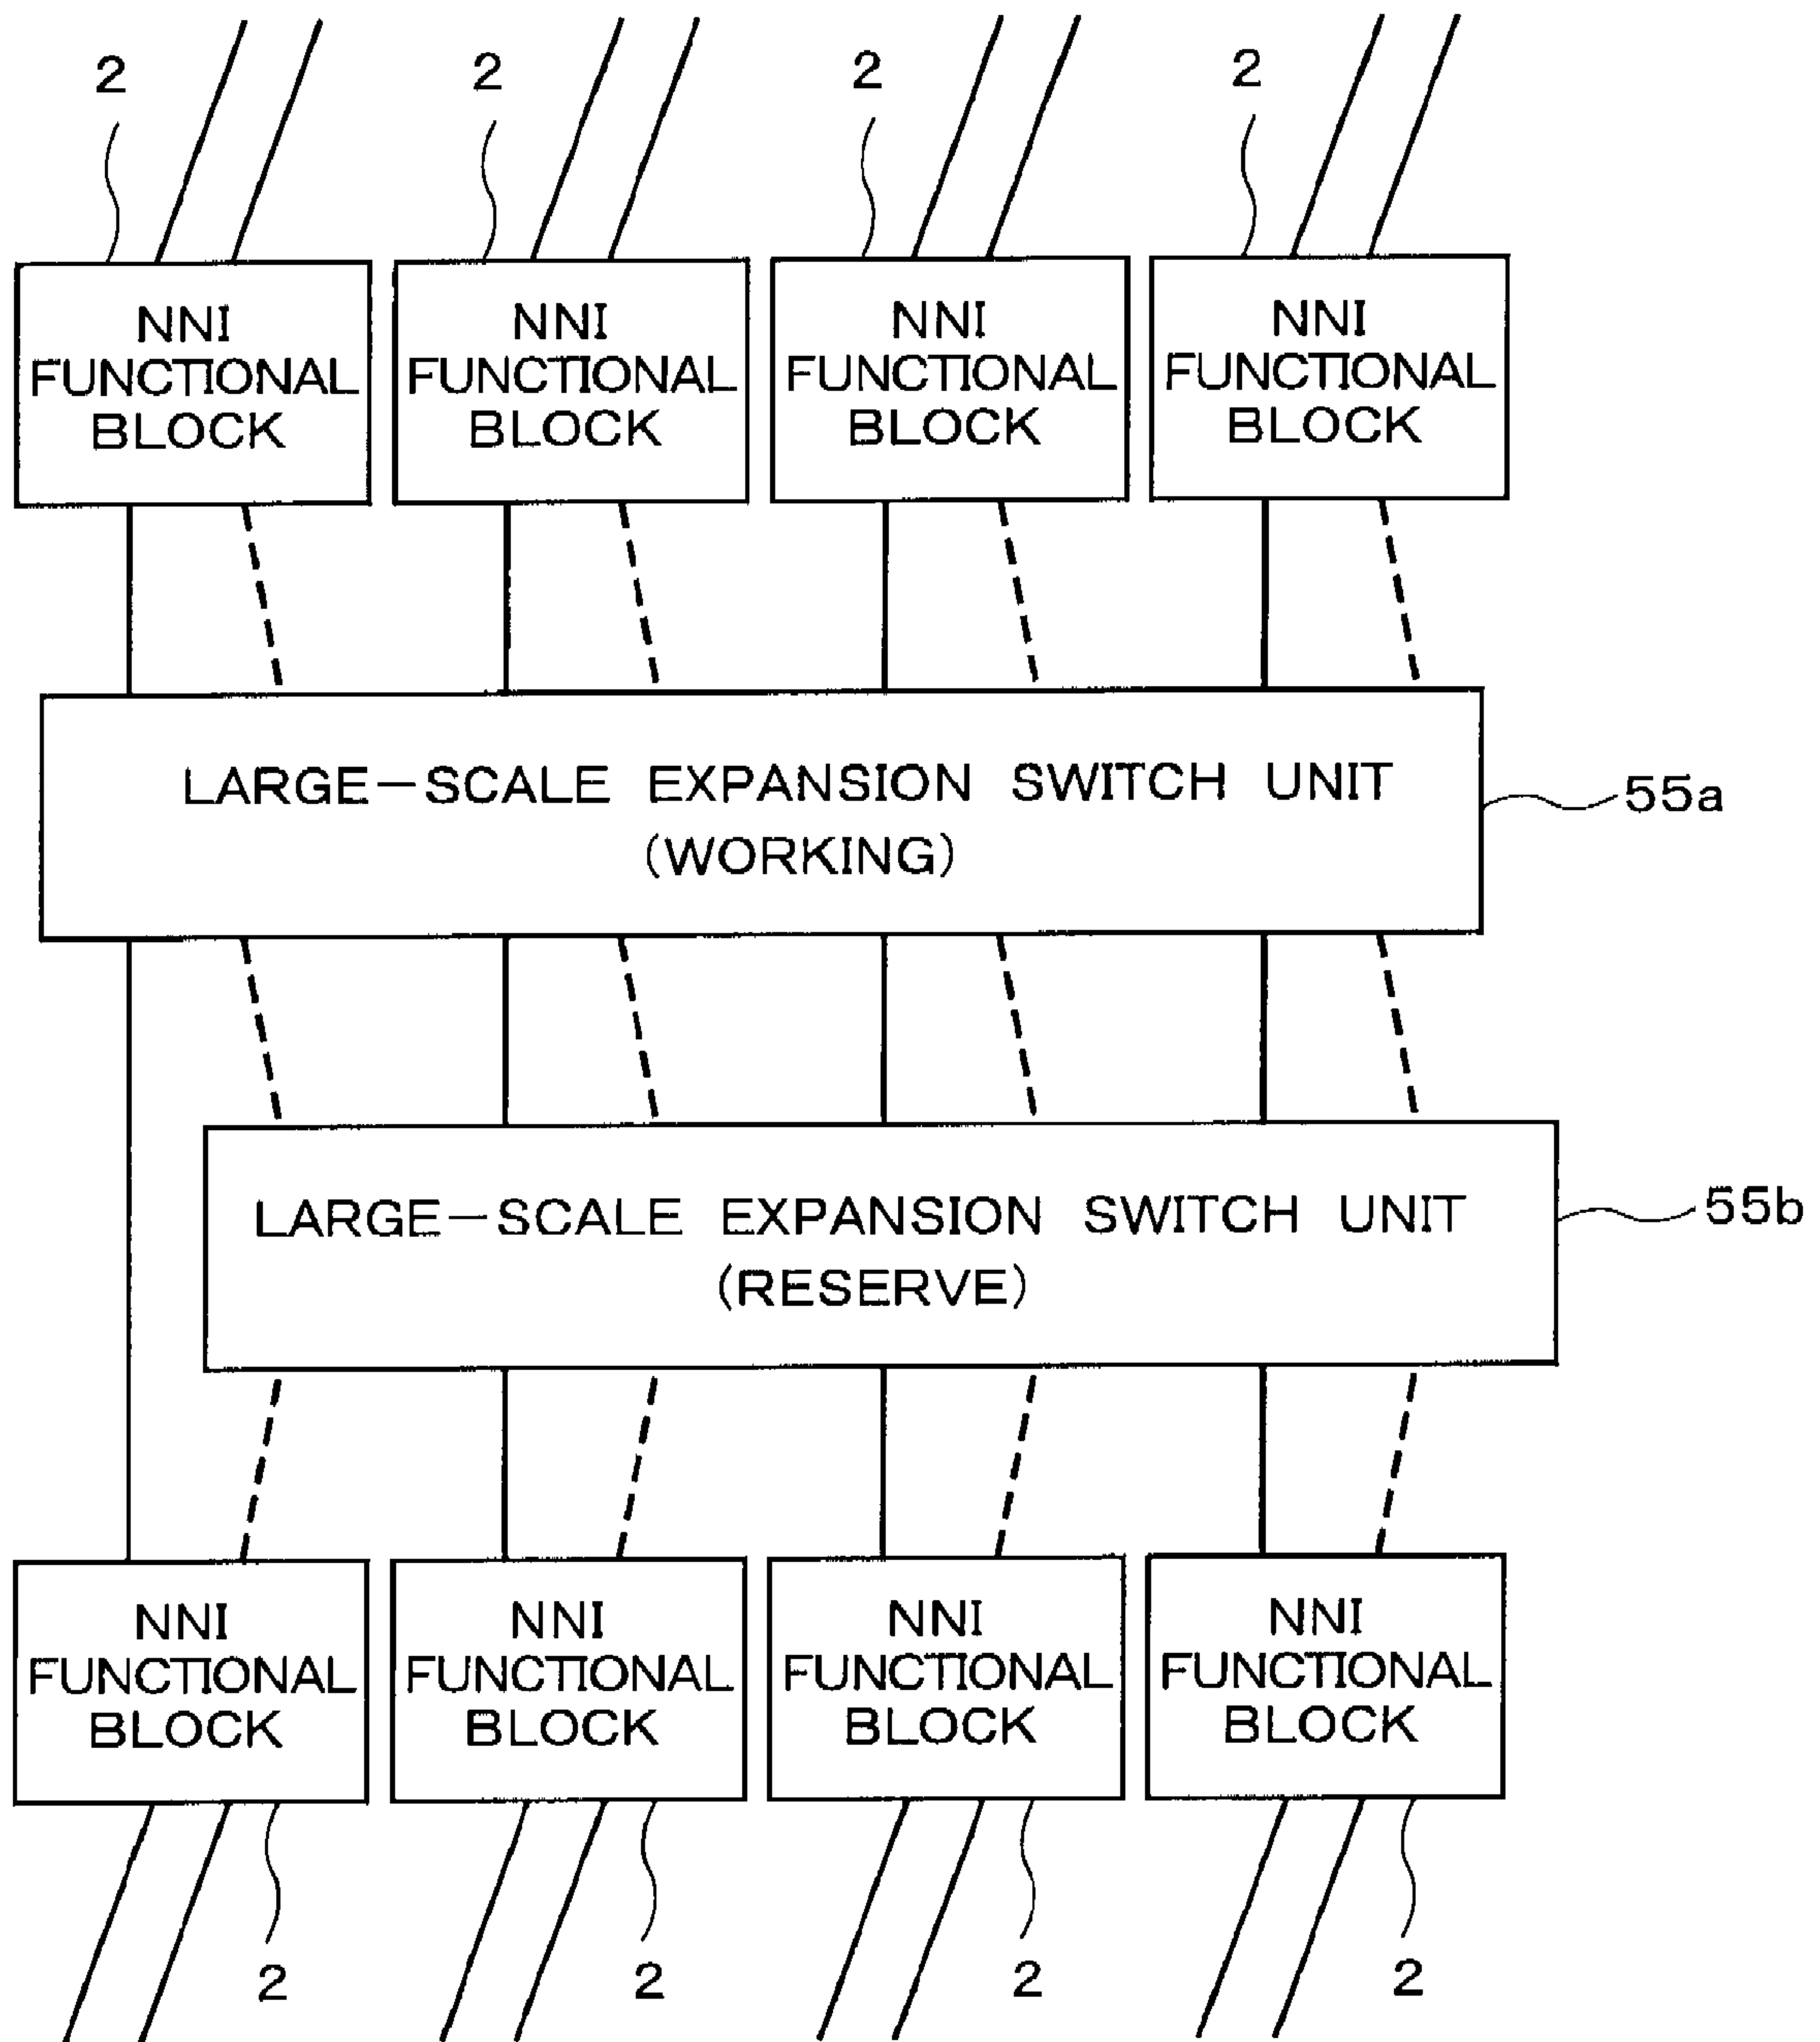 2 2 2 2
NNI FUNCTIONAL BLOCK
NNI FUNCTIONAL BLOCK
NNI FUNCTIONAL BLOCK
NNI FUNCTIONAL BLOCK
LARGE-SCALE EXPANSION SWITCH UNIT
(WORKING)
55a
LARGE-SCALE EXPANSION SWITCH UNIT
(RESERVE)
55b
NNI FUNCTIONAL BLOCK
NNI FUNCTIONAL BLOCK
NNI FUNCTIONAL BLOCK
NNI FUNCTIONAL BLOCK
2 2 2 2